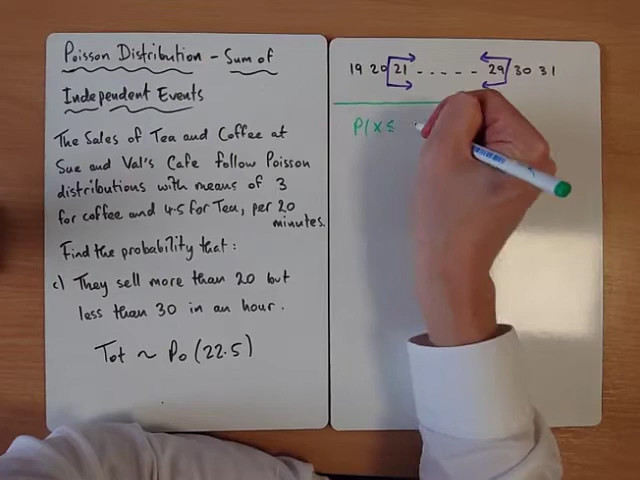 Poisson Distribution - Sum of
Independent Events
The Sales of Tea and Coffee at
Sue and Val's Cafe follow Poisson
distributions with means of 3
for coffee and 4.5 for Tea, per 20
minutes.
Find the probability that:
c) They sell more than 20 but
less than 30 in an hour.
Tot ~ Po (22.5)
19 20 21 - - - - - 29 30 31
P(X ≤